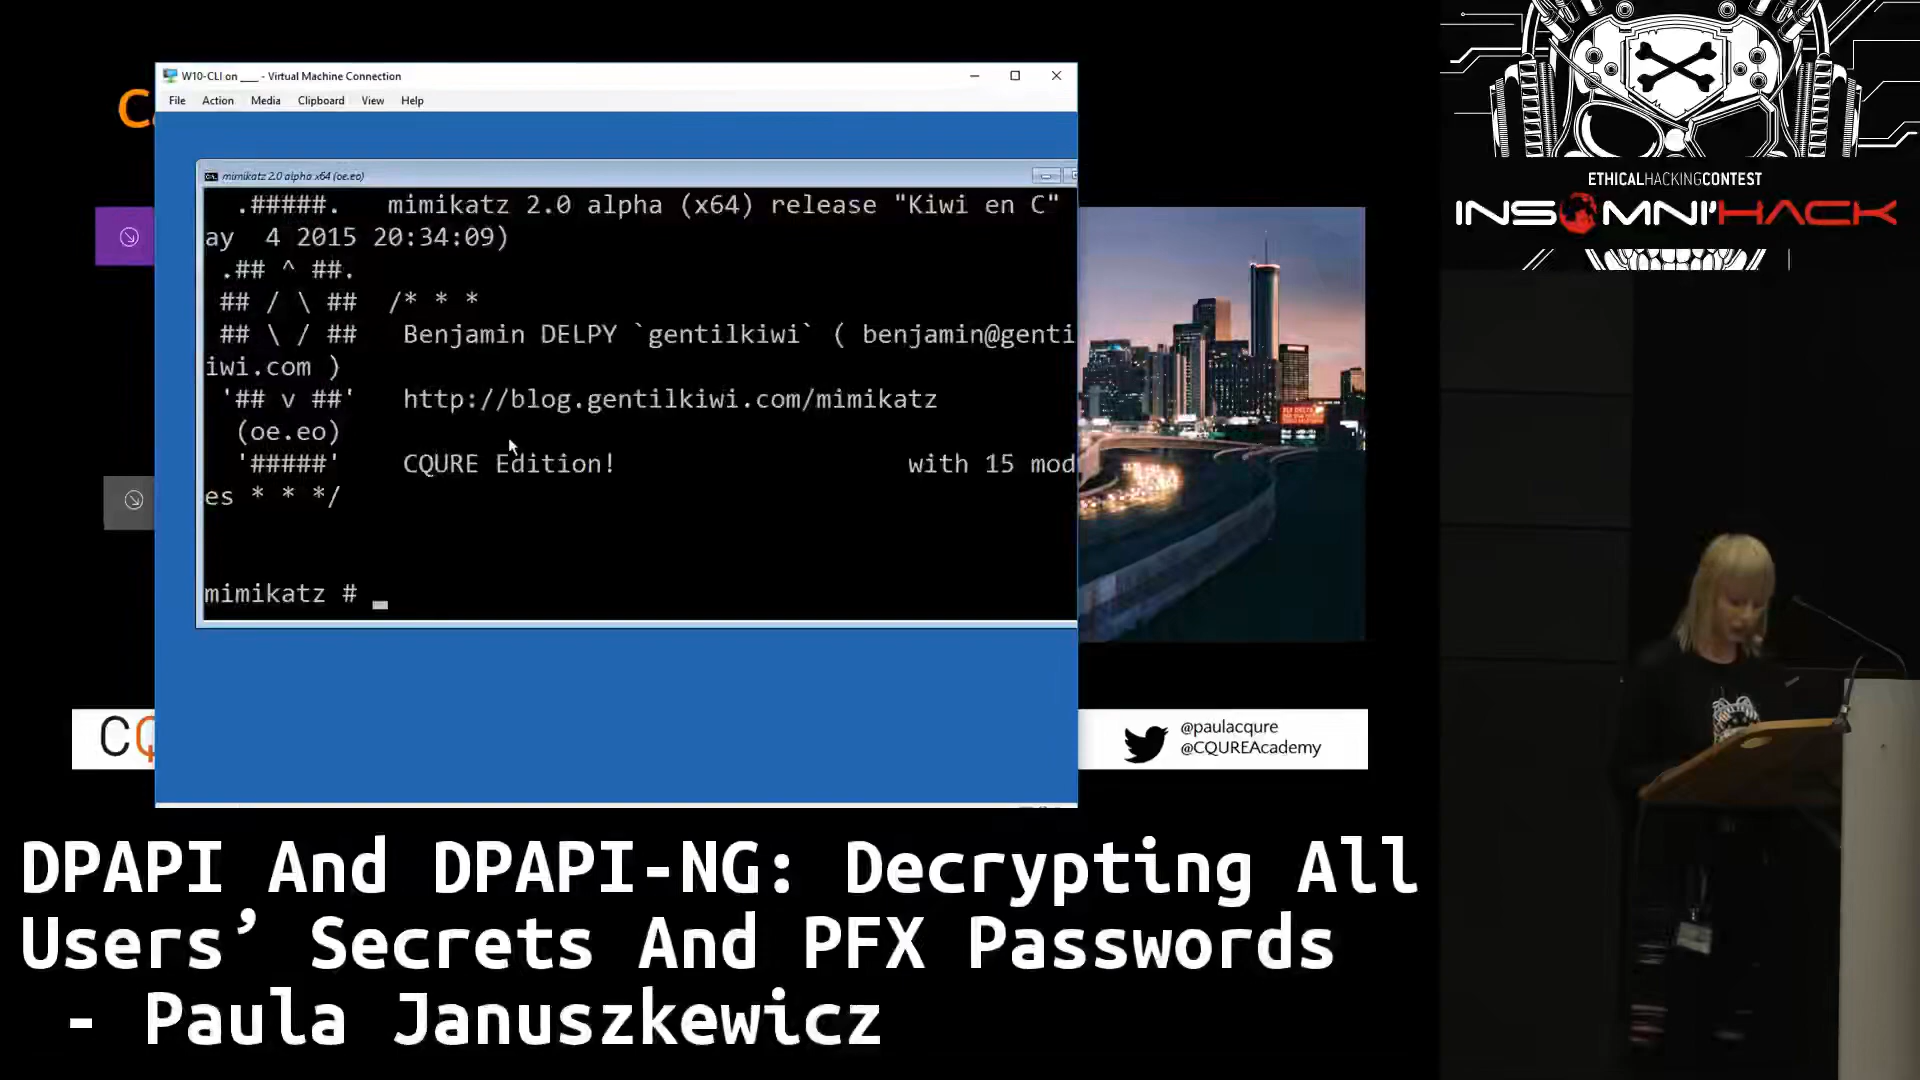 W10-CLI on ___ - Virtual Machine Connection
File Action Media Clipboard View Help
mimikatz 2.0 alpha x64 (oe.eo)
.#####. mimikatz 2.0 alpha (x64) release "Kiwi en C"
ay 4 2015 20:34:09)
.## ^ ##.
## / \ ## /* * *
## \ / ## Benjamin DELPY `gentilkiwi` ( benjamin@genti
iwi.com )
'## v ##' http://blog.gentilkiwi.com/mimikatz
(oe.eo)
'#####' CQURE Edition! with 15 mod
es * * */
mimikatz #
CQ
@paulacqure
@CQUREAcademy
ETHICALHACKINGCONTEST
INSOMNI'HACK
DPAPI And DPAPI-NG: Decrypting All
Users’ Secrets And PFX Passwords
- Paula Januszkewicz